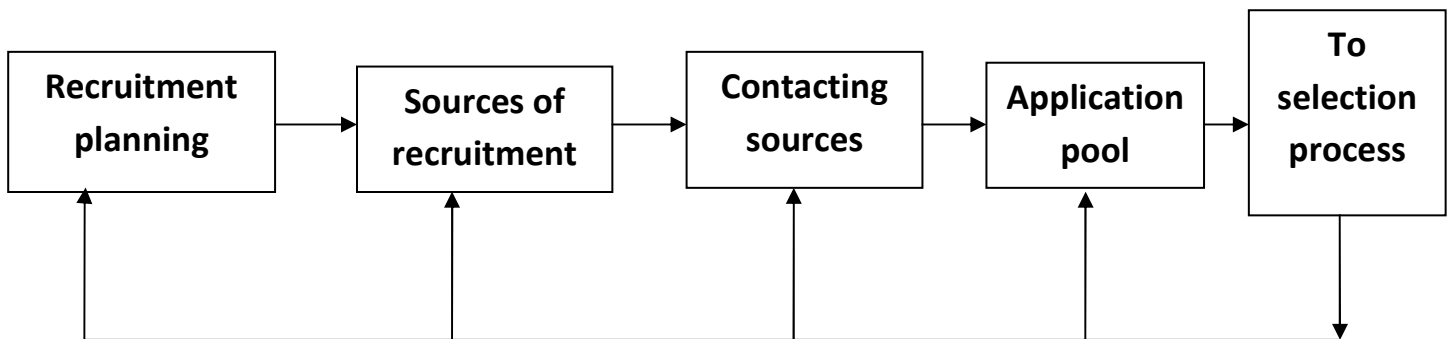 Recruitment
planning
Sources of
recruitment
Contacting
sources
Application
pool
To
selection
process